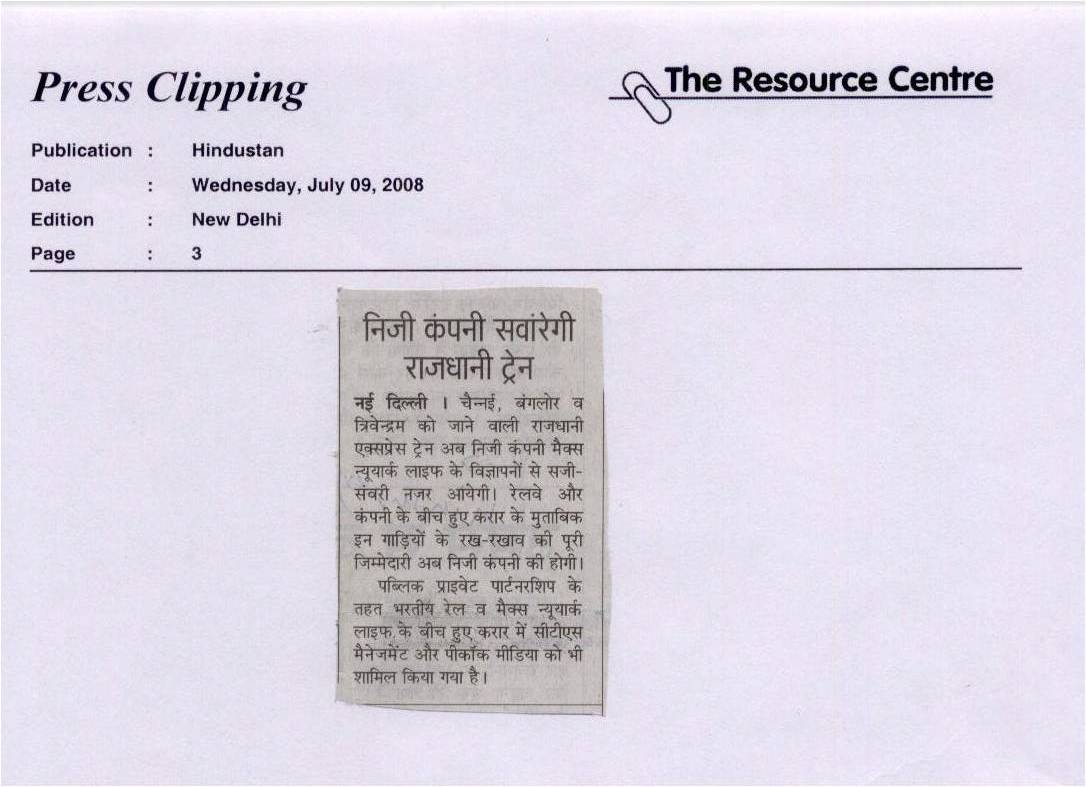 Press Clipping
The Resource Centre
Publication : Hindustan
Date : Wednesday, July 09, 2008
Edition : New Delhi
Page : 3
निजी कंपनी सवांरेगी
राजधानी ट्रेन
नई दिल्ली । चैन्नई, बंगलोर व
त्रिवेन्द्रम को जाने वाली राजधानी
एक्सप्रेस ट्रेन अब निजी कंपनी मैक्स
न्यूयार्क लाइफ के विज्ञापनों से सजी-
संवरी नजर आयेगी। रेलवे और
कंपनी के बीच हुए करार के मुताबिक
इन गाड़ियों के रख-रखाव की पूरी
जिम्मेदारी अब निजी कंपनी की होगी।
पब्लिक प्राइवेट पार्टनरशिप के
तहत भरतीय रेल व मैक्स न्यूयार्क
लाइफ के बीच हुए करार में सीटीएस
मैनेजमेंट और पीकॉक मीडिया को भी
शामिल किया गया है।